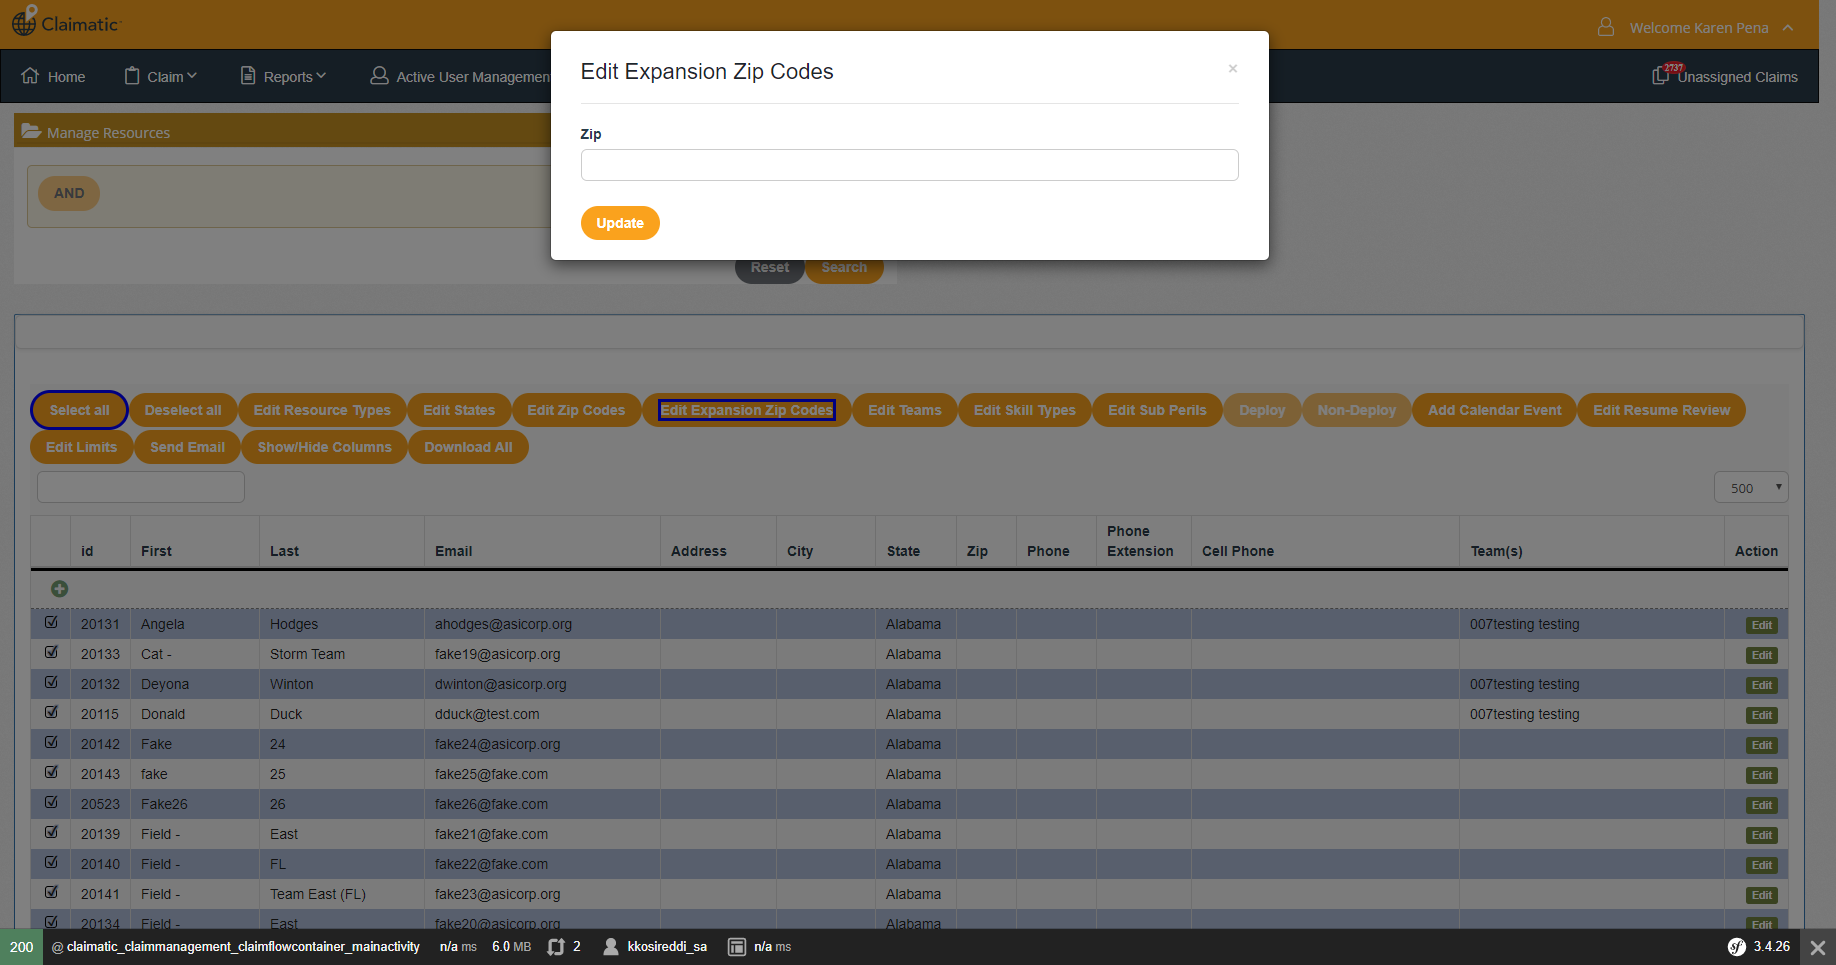 Claimatic
Welcome Karen Pena
Home
Claim
Reports
Active User Managemen
2737
Unassigned Claims
Edit Expansion Zip Codes
×
Zip
Update
Manage Resources
AND
Reset
Search
Select all
Deselect all
Edit Resource Types
Edit States
Edit Zip Codes
Edit Expansion Zip Codes
Edit Teams
Edit Skill Types
Edit Sub Perils
Deploy
Non-Deploy
Add Calendar Event
Edit Resume Review
Edit Limits
Send Email
Show/Hide Columns
Download All
500
id First Last Email Address City State Zip Phone Phone Extension Cell Phone Team(s) Action
20131 Angela Hodges ahodges@asicorp.org Alabama 007testing testing Edit
20133 Cat - Storm Team fake19@asicorp.org Alabama Edit
20132 Deyona Winton dwinton@asicorp.org Alabama 007testing testing Edit
20115 Donald Duck dduck@test.com Alabama 007testing testing Edit
20142 Fake 24 fake24@asicorp.org Alabama Edit
20143 fake 25 fake25@fake.com Alabama Edit
20523 Fake26 26 fake26@fake.com Alabama Edit
20139 Field - East fake21@fake.com Alabama Edit
20140 Field - FL fake22@fake.com Alabama Edit
20141 Field - Team East (FL) fake23@asicorp.org Alabama Edit
20134 Field - East fake20@asicorp.org Alabama Edit
200 @ claimatic_claimmanagement_claimflowcontainer_mainactivity n/a ms 6.0 MB 2 kkosireddi_sa n/a ms sf 3.4.26